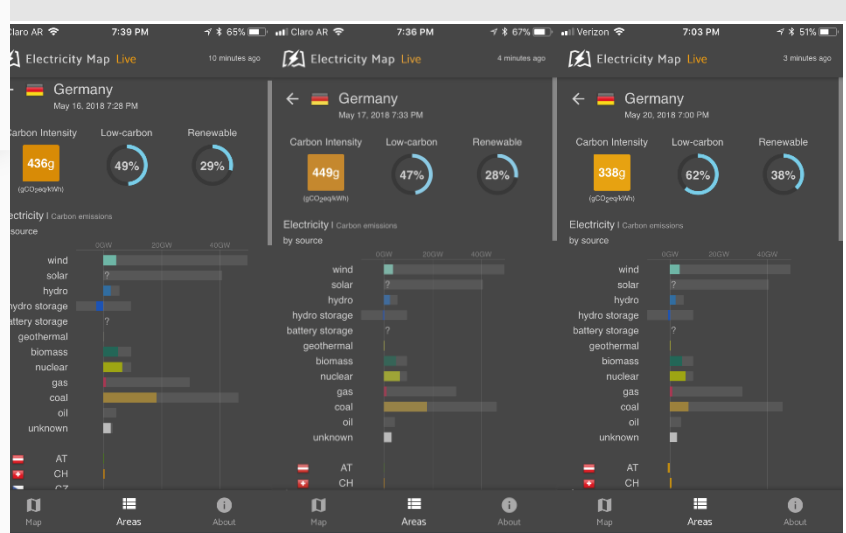 Claro AR 7:39 PM 65%
Electricity Map Live 10 minutes ago
Germany
May 16, 2018 7:28 PM
Carbon Intensity Low-carbon Renewable
436g 49% 29%
(gCO2eq/kWh)
Electricity | Carbon emissions
by source
0GW 20GW 40GW
wind
solar ?
hydro
hydro storage
battery storage ?
geothermal
biomass
nuclear
gas
coal
oil
unknown
AT
CH
CZ
Map Areas About
Claro AR 7:36 PM 67%
Electricity Map Live 4 minutes ago
Germany
May 17, 2018 7:33 PM
Carbon Intensity Low-carbon Renewable
449g 47% 28%
(gCO2eq/kWh)
Electricity | Carbon emissions
by source
0GW 20GW 40GW
wind
solar ?
hydro
hydro storage
battery storage ?
geothermal
biomass
nuclear
gas
coal
oil
unknown
AT
CH
Map Areas About
Verizon 7:03 PM 51%
Electricity Map Live 3 minutes ago
Germany
May 20, 2018 7:00 PM
Carbon Intensity Low-carbon Renewable
338g 62% 38%
(gCO2eq/kWh)
Electricity | Carbon emissions
by source
0GW 20GW 40GW
wind
solar ?
hydro
hydro storage
battery storage ?
geothermal
biomass
nuclear
gas
coal
oil
unknown
AT
CH
Map Areas About